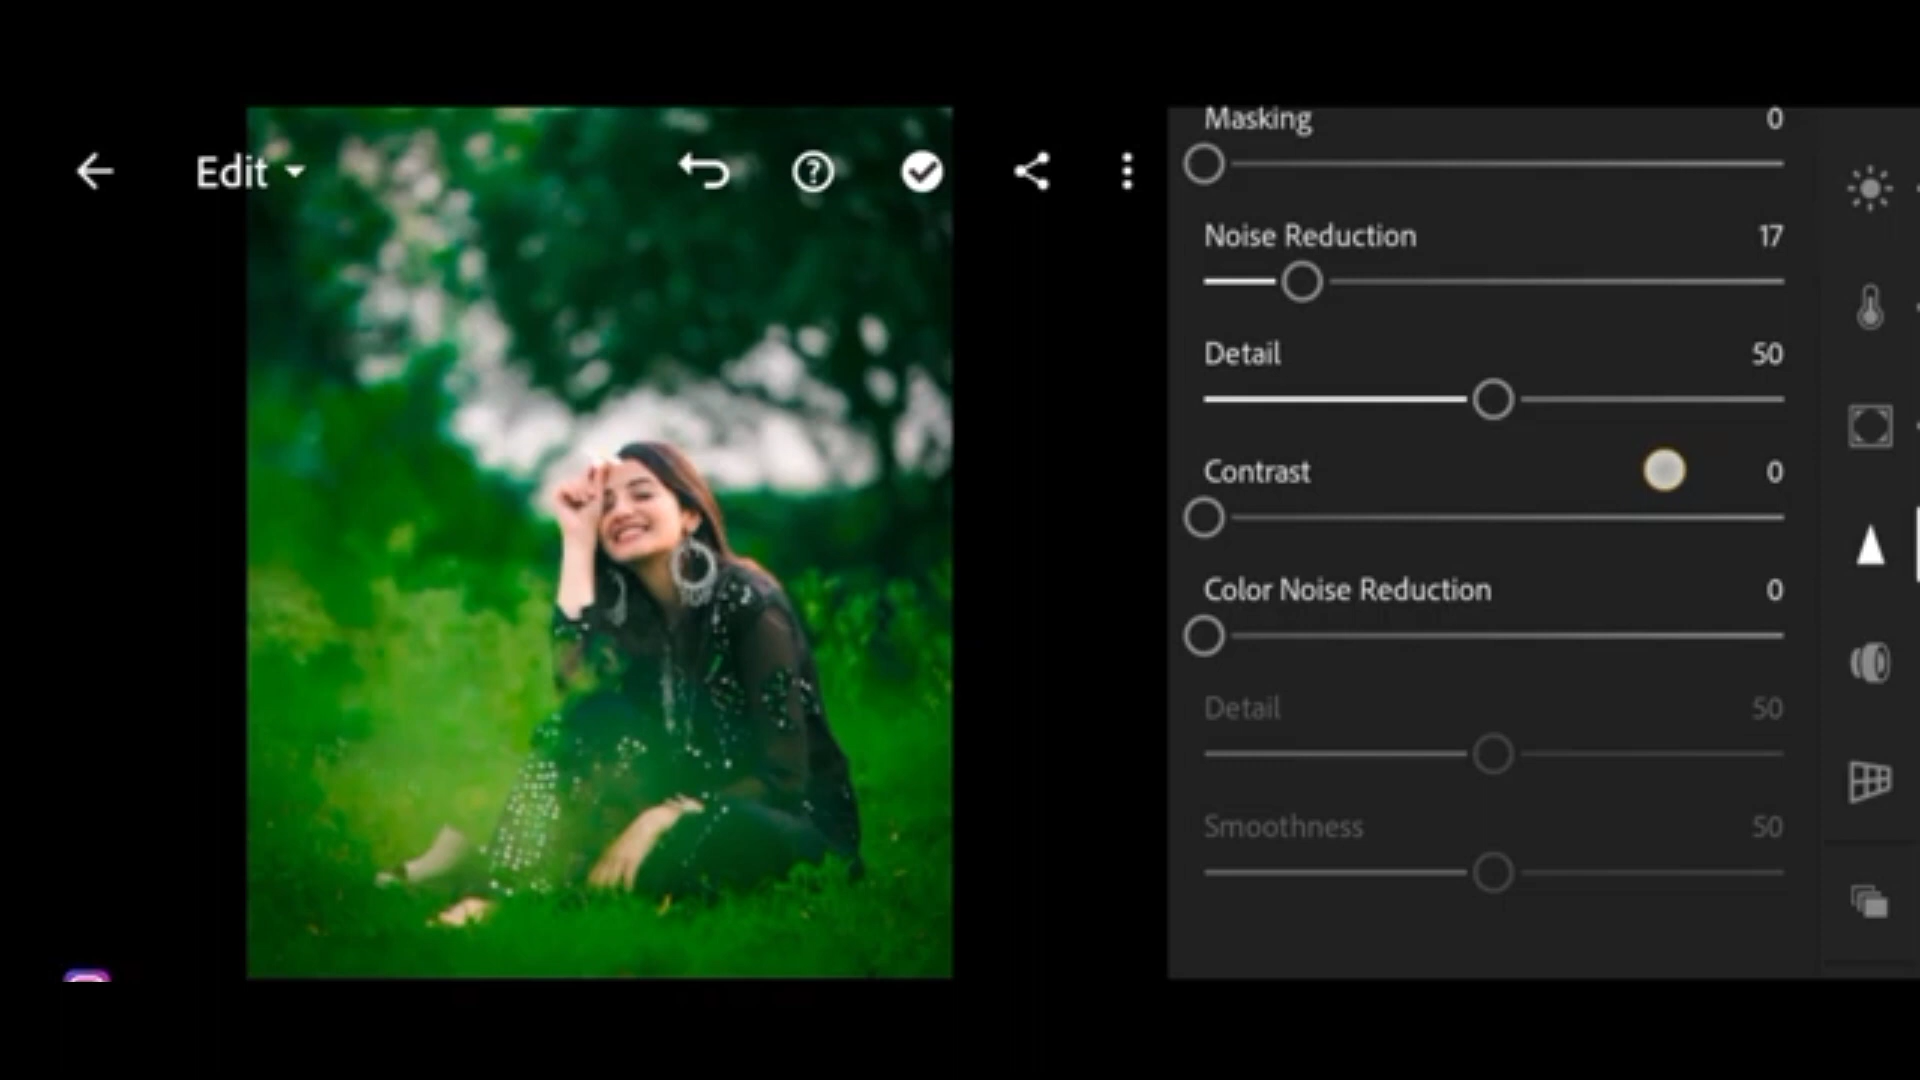 Edit
Masking 0
Noise Reduction 17
Detail 50
Contrast 0
Color Noise Reduction 0
Detail 50
Smoothness 50